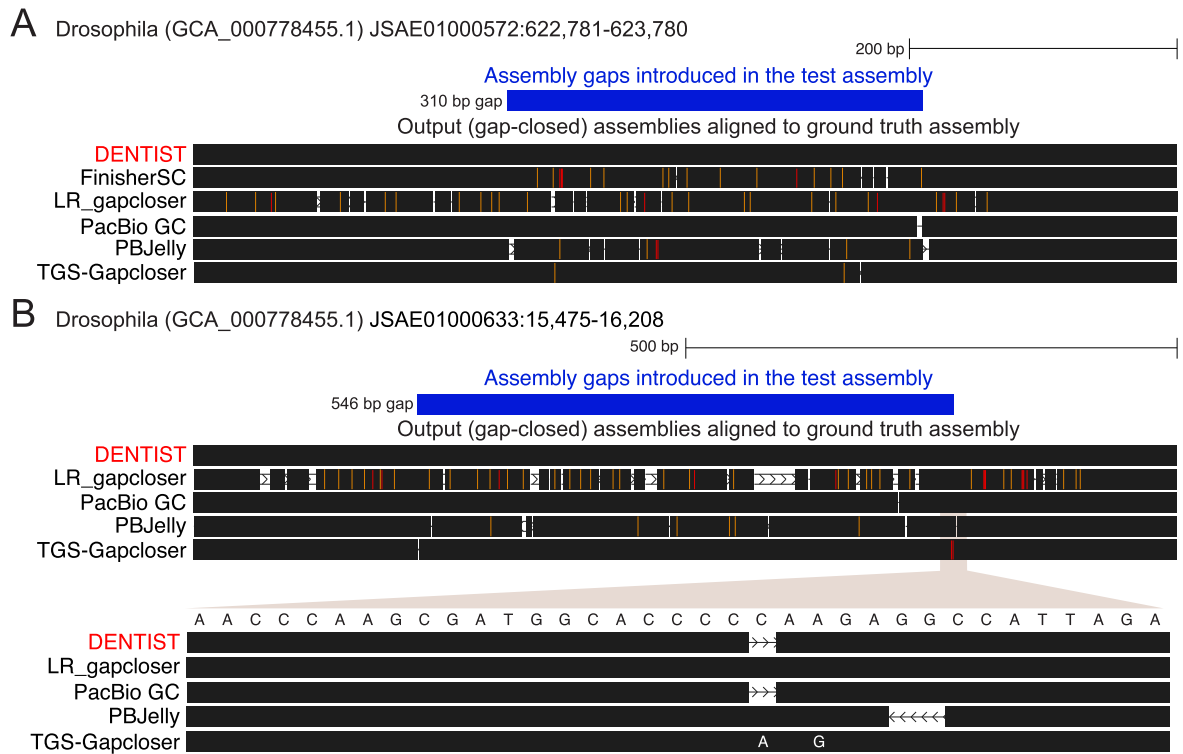 A Drosophila (GCA_000778455.1) JSAE01000572:622,781-623,780
200 bp
Assembly gaps introduced in the test assembly
310 bp gap
Output (gap-closed) assemblies aligned to ground truth assembly
DENTIST
FinisherSC
LR_gapcloser
PacBio GC
PBJelly
TGS-Gapcloser
B Drosophila (GCA_000778455.1) JSAE01000633:15,475-16,208
500 bp
Assembly gaps introduced in the test assembly
546 bp gap
Output (gap-closed) assemblies aligned to ground truth assembly
DENTIST
LR_gapcloser
PacBio GC
PBJelly
TGS-Gapcloser
A A C C C A A G C G A T G G C A C C C C C A A G A G G C C A T T A G A
DENTIST
LR_gapcloser
PacBio GC
PBJelly
TGS-Gapcloser A G